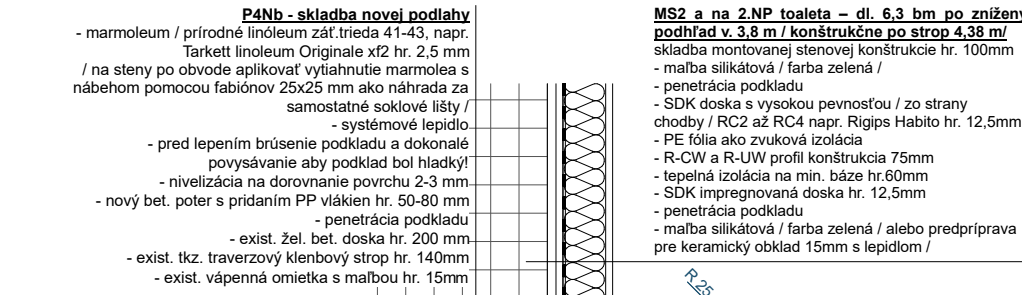 P4Nb - skladba novej podlahy
- marmoleum / prírodné linóleum záť.trieda 41-43, napr.
Tarkett linoleum Originale xf2 hr. 2,5 mm
/ na steny po obvode aplikovať vytiahnutie marmolea s
nábehom pomocou fabiónov 25x25 mm ako náhrada za
samostatné soklové lišty /
- systémové lepidlo
- pred lepením brúsenie podkladu a dokonalé
povysávanie aby podklad bol hladký!
- nivelizácia na dorovnanie povrchu 2-3 mm
- nový bet. poter s pridaním PP vlákien hr. 50-80 mm
- penetrácia podkladu
- exist. žel. bet. doska hr. 200 mm
- exist. tkz. traverzový klenbový strop hr. 140mm
- exist. vápenná omietka s maľbou hr. 15mm
MS2 a na 2.NP toaleta – dl. 6,3 bm po znížený
podhľad v. 3,8 m / konštrukčne po strop 4,38 m/
skladba montovanej stenovej konštrukcie hr. 100mm
- maľba silikátová / farba zelená /
- penetrácia podkladu
- SDK doska s vysokou pevnosťou / zo strany
chodby / RC2 až RC4 napr. Rigips Habito hr. 12,5mm
- PE fólia ako zvuková izolácia
- R-CW a R-UW profil konštrukcia 75mm
- tepelná izolácia na min. báze hr.60mm
- SDK impregnovaná doska hr. 12,5mm
- penetrácia podkladu
- maľba silikátová / farba zelená / alebo predpríprava
pre keramický obklad 15mm s lepidlom /
R 25